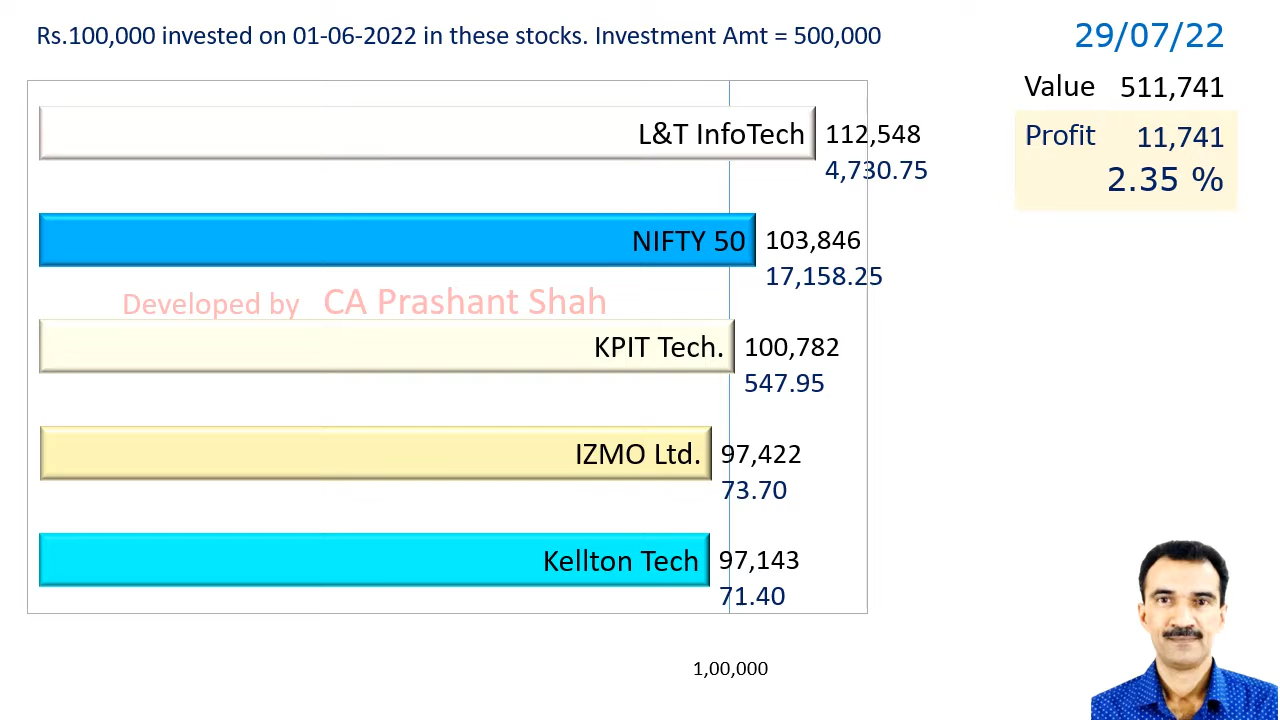 Rs.100,000 invested on 01-06-2022 in these stocks. Investment Amt = 500,000
29/07/22
Value 511,741
Profit 11,741
2.35 %
L&T InfoTech 112,548
4,730.75
NIFTY 50 103,846
17,158.25
Developed by CA Prashant Shah
KPIT Tech. 100,782
547.95
IZMO Ltd. 97,422
73.70
Kellton Tech 97,143
71.40
1,00,000